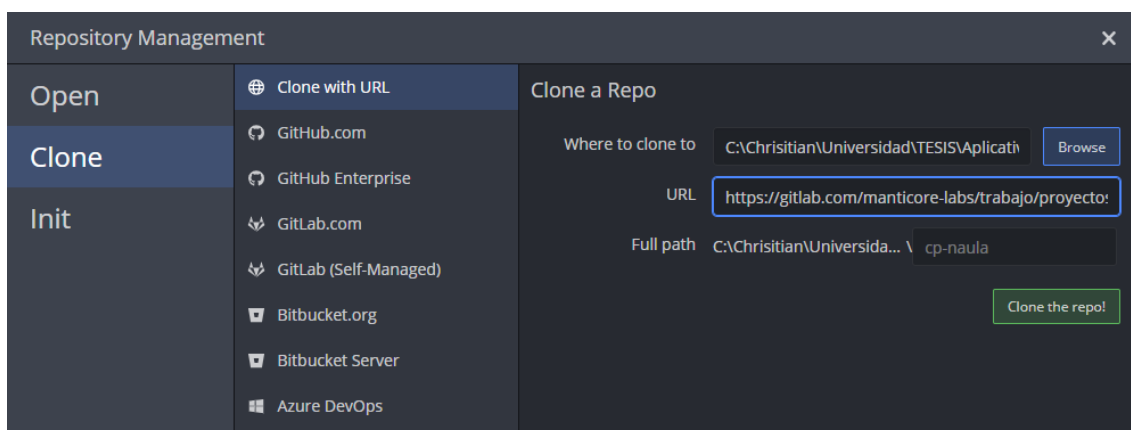 Repository Management
Open
Clone
Init
Clone with URL
GitHub.com
GitHub Enterprise
GitLab.com
GitLab (Self-Managed)
Bitbucket.org
Bitbucket Server
Azure DevOps
Clone a Repo
Where to clone to C:\Chrisitian\Universidad\TESIS\Aplicativ Browse
URL https://gitlab.com/manticore-labs/trabajo/proyectos
Full path C:\Chrisitian\Universida... \ cp-naula
Clone the repo!